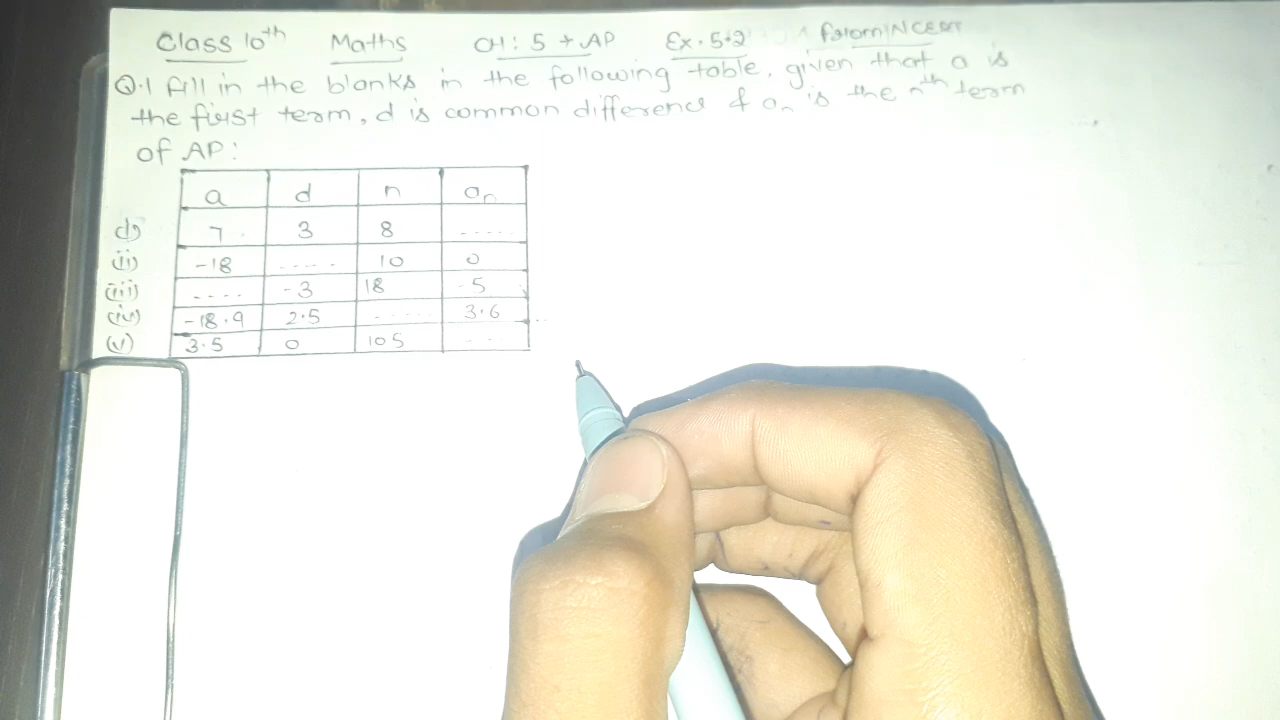 Class 10th Maths CH: 5 + AP Ex. 5.2 from NCERT
Q.1 Fill in the blanks in the following table, given that a is
the first term, d is common difference & an is the nth term
of AP:
a d n an
(i) 7 3 8 .....
(ii) -18 ..... 10 0
(iii) .... -3 18 -5
(iv) -18.9 2.5 ..... 3.6
(v) 3.5 0 105 ....